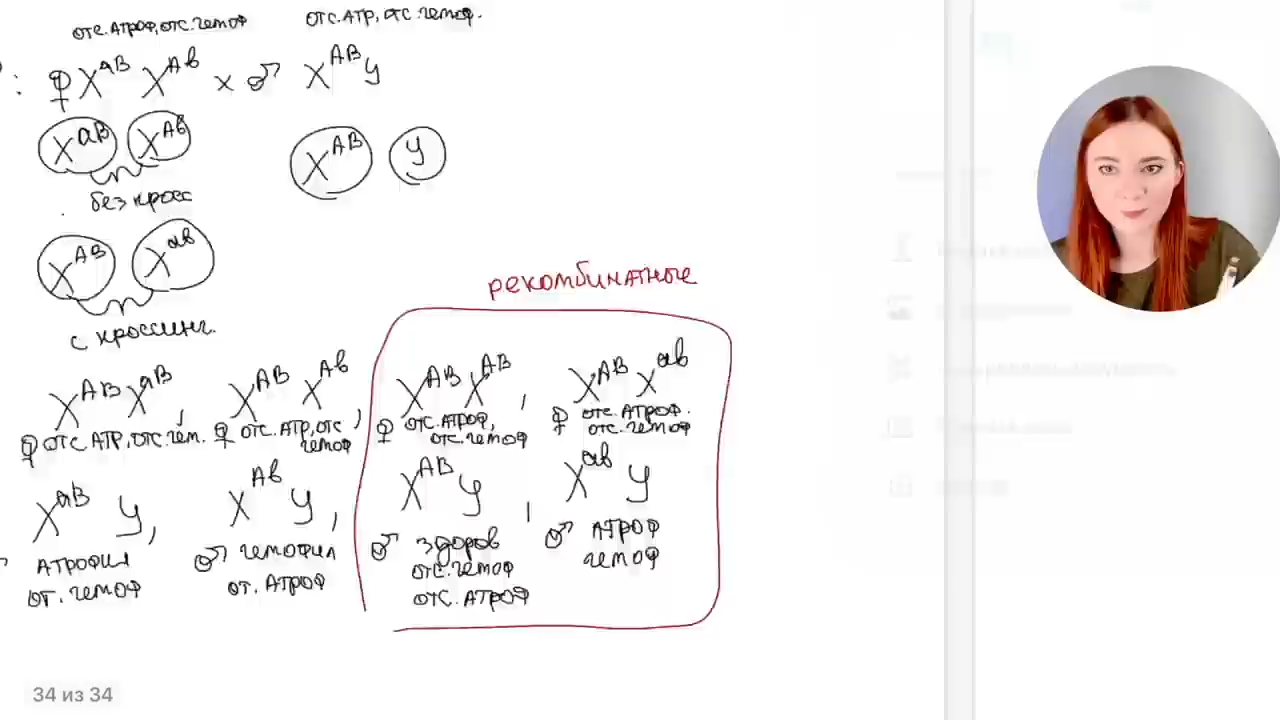 отс. Атроф, отс. гемоф
отс. Атр, отс. гемоф.
: ♀ X^aB X^Ab x ♂ X^AB У
X^aB X^Ab X^AB У
без кросс
X^AB X^ab
с кроссинг.
рекомбинатные
X^AB X^aB, X^AB X^Ab, X^AB X^AB, X^AB X^ab
♀ отс. Атр, отс. гем.
♀ отс. Атр, отс
гемоф
♀ отс. Атроф,
отс. гемоф
♀ отс. Атроф.
отс. гемоф
X^aB У, X^Ab У, X^AB У, X^ab У
Атрофия
от. гемоф
♂ гемофил
от. Атроф
♂ здоров
отс. гемоф
отс. Атроф
♂ Атроф
гемоф
34 из 34